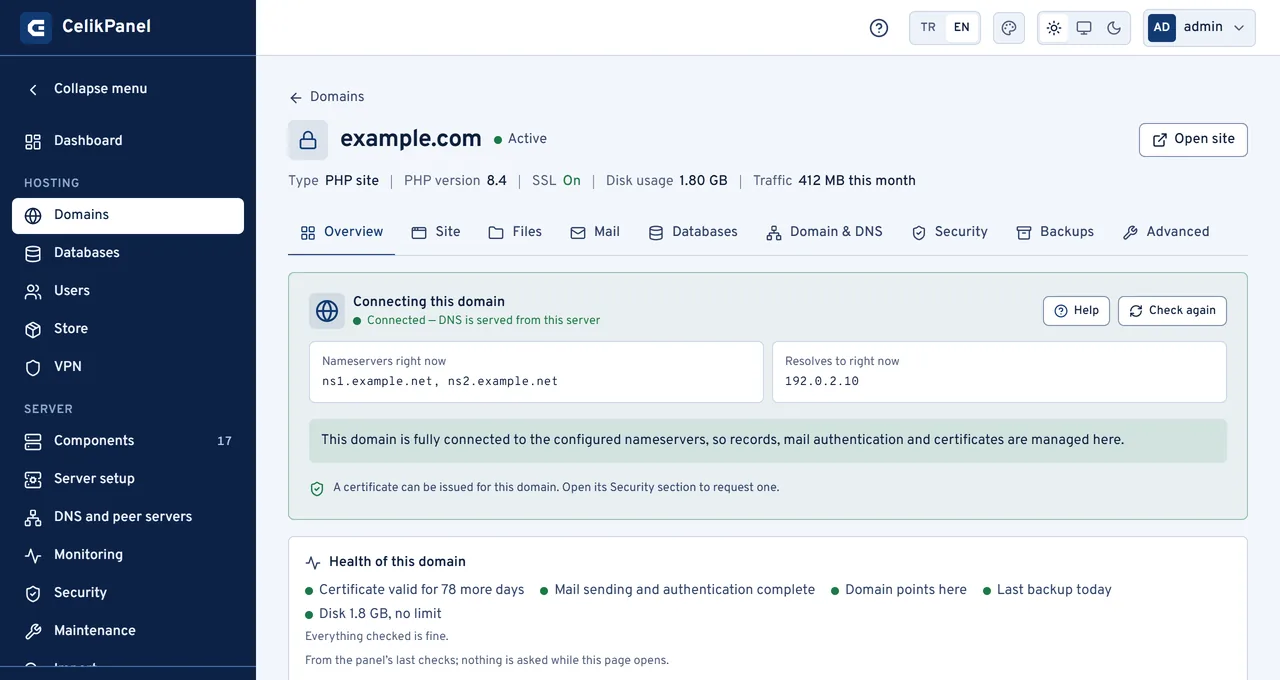 CelikPanel
TR EN
AD admin
Collapse menu
Dashboard
HOSTING
Domains
Databases
Users
Store
VPN
SERVER
Components 17
Server setup
DNS and peer servers
Monitoring
Security
Maintenance
Import
Domains
example.com Active
Open site
Type PHP site | PHP version 8.4 | SSL On | Disk usage 1.80 GB | Traffic 412 MB this month
Overview Site Files Mail Databases Domain & DNS Security Backups Advanced
Connecting this domain
Connected — DNS is served from this server
Help Check again
Nameservers right now
ns1.example.net, ns2.example.net
Resolves to right now
192.0.2.10
This domain is fully connected to the configured nameservers, so records, mail authentication and certificates are managed here.
A certificate can be issued for this domain. Open its Security section to request one.
Health of this domain
Certificate valid for 78 more days Mail sending and authentication complete Domain points here Last backup today
Disk 1.8 GB, no limit
Everything checked is fine.
From the panel’s last checks; nothing is asked while this page opens.